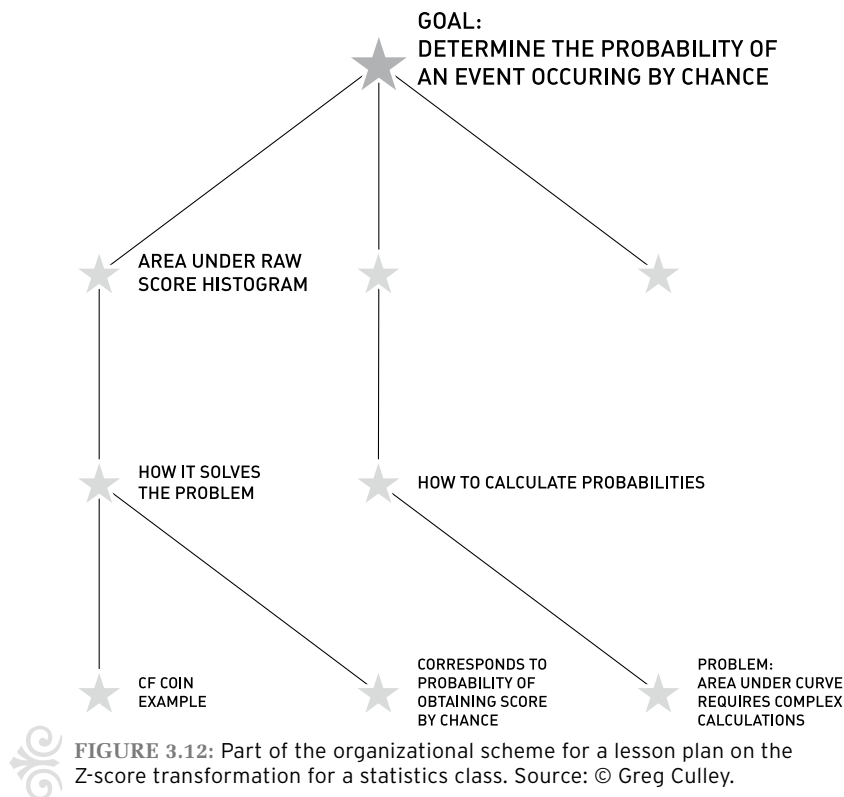 GOAL:
DETERMINE THE PROBABILITY OF
AN EVENT OCCURING BY CHANCE
AREA UNDER RAW
SCORE HISTOGRAM
HOW IT SOLVES
THE PROBLEM
HOW TO CALCULATE PROBABILITIES
CF COIN
EXAMPLE
CORRESPONDS TO
PROBABILITY OF
OBTAINING SCORE
BY CHANCE
PROBLEM:
AREA UNDER CURVE
REQUIRES COMPLEX
CALCULATIONS
FIGURE 3.12: Part of the organizational scheme for a lesson plan on the
Z-score transformation for a statistics class. Source: © Greg Culley.